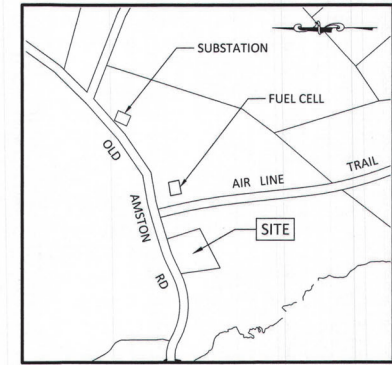 SUBSTATION
FUEL CELL
OLD AMSTON RD
AIR LINE TRAIL
SITE